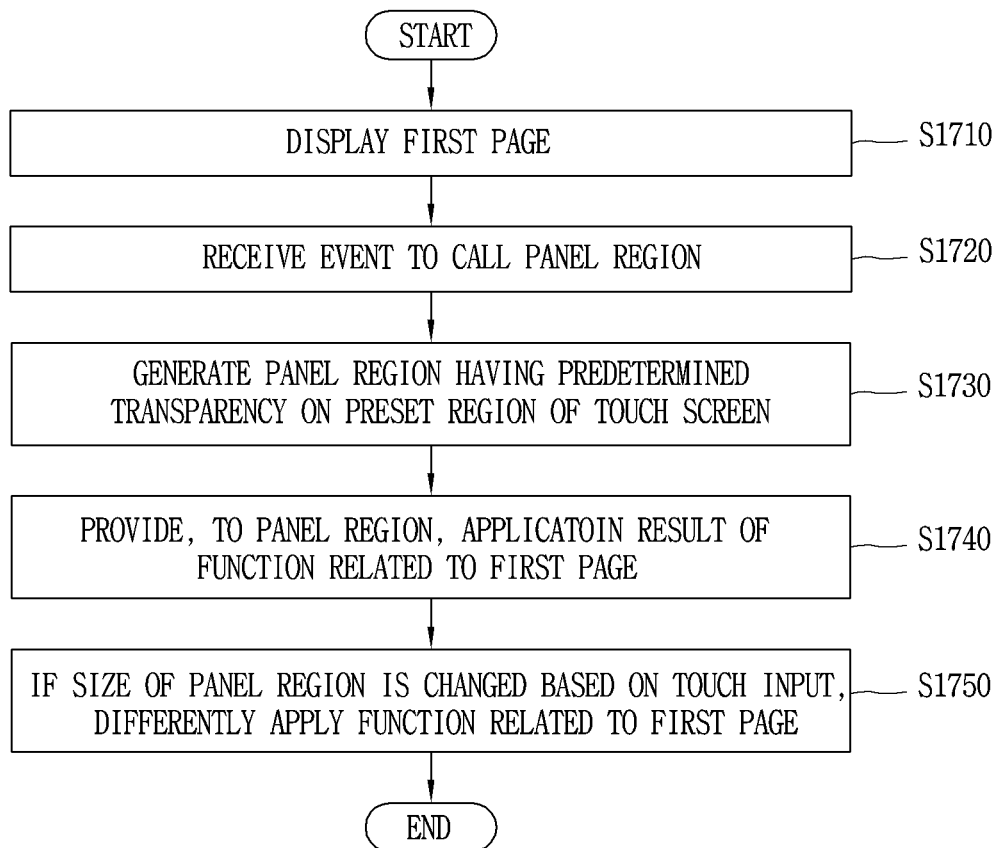 START
DISPLAY FIRST PAGE
S1710
RECEIVE EVENT TO CALL PANEL REGION
S1720
GENERATE PANEL REGION HAVING PREDETERMINED
TRANSPARENCY ON PRESET REGION OF TOUCH SCREEN
S1730
PROVIDE, TO PANEL REGION, APPLICATOIN RESULT OF
FUNCTION RELATED TO FIRST PAGE
S1740
IF SIZE OF PANEL REGION IS CHANGED BASED ON TOUCH INPUT,
DIFFERENTLY APPLY FUNCTION RELATED TO FIRST PAGE
S1750
END